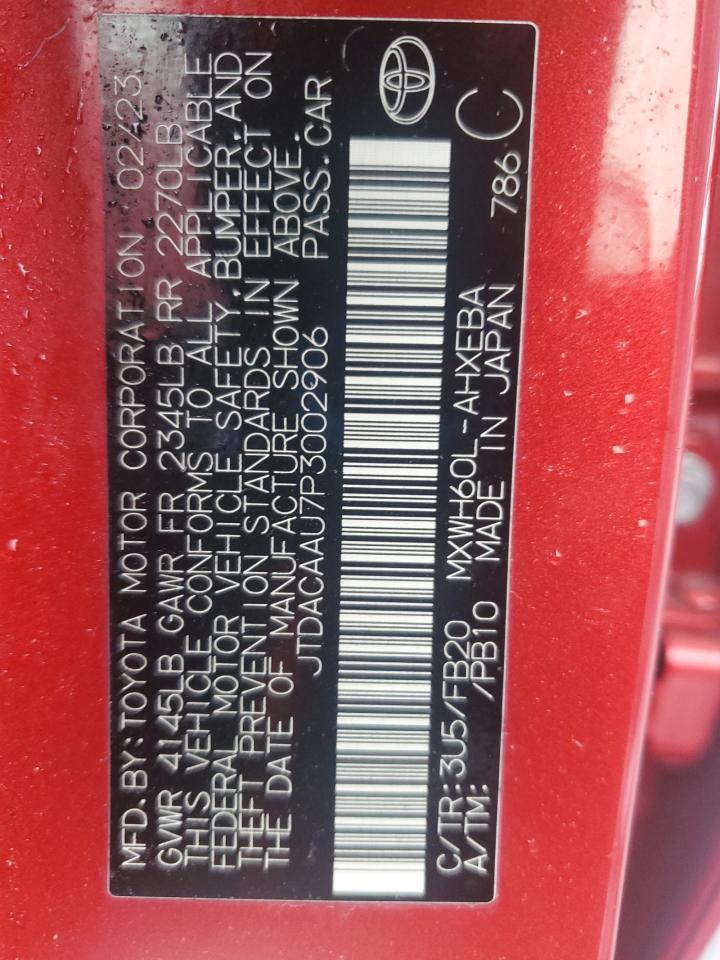 MFD.BY:TOYOTA MOTOR CORPORATION 02/23
GVWR 4145LB GAWR FR 2345LB RR 2270LB
THIS VEHICLE CONFORMS TO ALL APPLICABLE
FEDERAL MOTOR VEHICLE SAFETY, BUMPER, AND
THEFT PREVENTION STANDARDS IN EFFECT ON
THE DATE OF MANUFACTURE SHOWN ABOVE.
JTDACAAU7P3002906 PASS.CAR
C/TR:3U5/FB20 MXWH60L-AHXEBA
A/TM: /PB10 MADE IN JAPAN 786 C